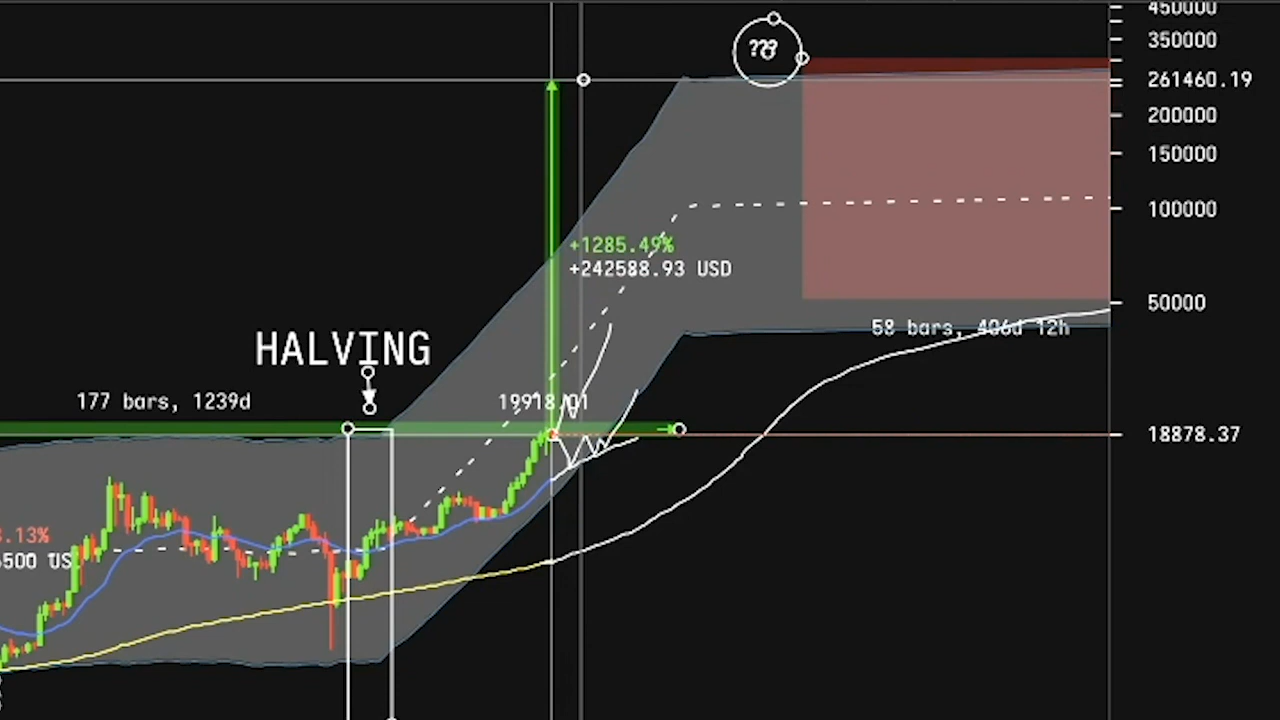 450000
???
350000
261460.19
200000
150000
100000
+1285.49%
+242588.93 USD
50000
58 bars, 406d 12h
HALVING
177 bars, 1239d
19918.01
18878.37
.13%
500 US